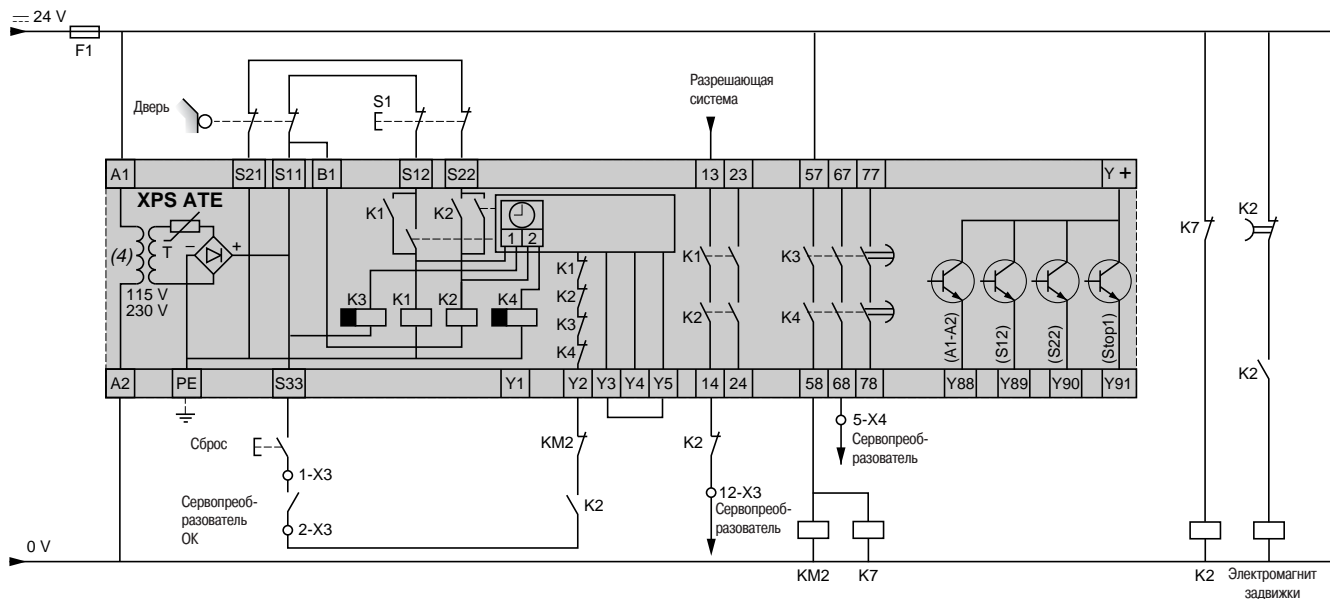 24 V
F1
Дверь
S1
Разрешающая
система
A1
S21
S11
B1
S12
S22
13
23
57
67
77
Y +
XPS ATE
(4)
T
–
+
115 V
230 V
K1
K2
1
2
K3
K1
K2
K4
K1
K2
K3
K4
K1
K2
K3
K4
(A1-A2)
(S12)
(S22)
(Stop1)
K7
K2
K2
A2
PE
S33
Y1
Y2
Y3
Y4
Y5
14
24
58
68
78
Y88
Y89
Y90
Y91
Сброс
1-X3
Сервопреоб-
разователь
ОК
2-X3
KM2
K2
K2
12-X3
Сервопреоб-
разователь
5-X4
Сервопреоб-
разователь
0 V
KM2
K7
K2
Электромагнит
задвижки